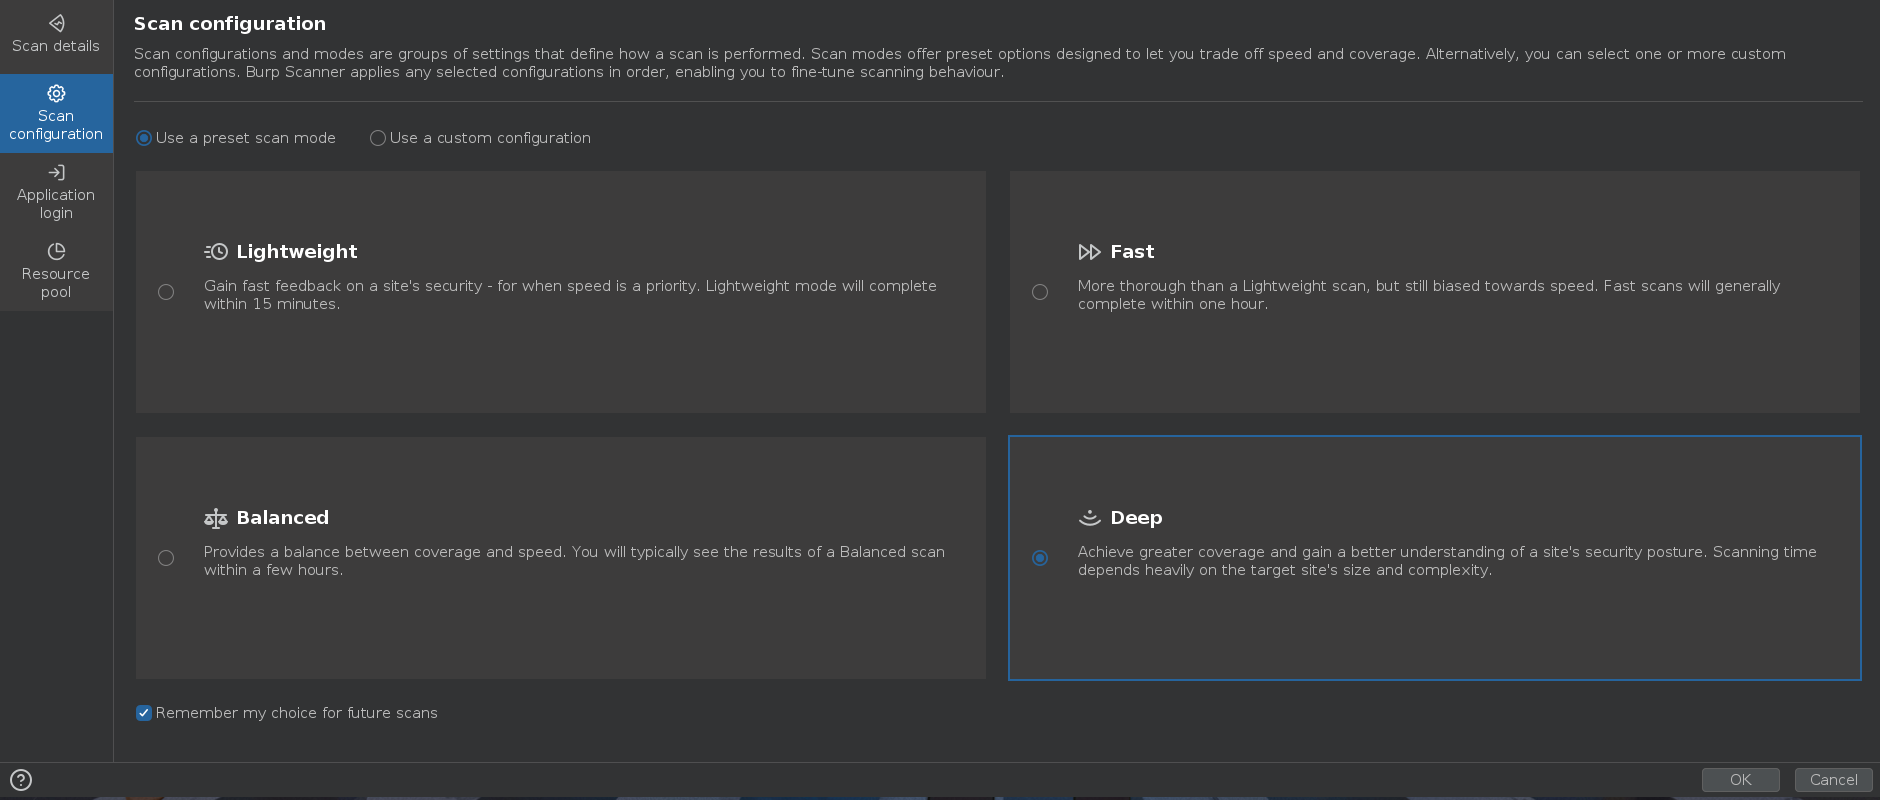 Scan details
Scan
configuration
Application
login
Resource
pool
Scan configuration
Scan configurations and modes are groups of settings that define how a scan is performed. Scan modes offer preset options designed to let you trade off speed and coverage. Alternatively, you can select one or more custom
configurations. Burp Scanner applies any selected configurations in order, enabling you to fine-tune scanning behaviour.
Use a preset scan mode
Use a custom configuration
Lightweight
Gain fast feedback on a site's security - for when speed is a priority. Lightweight mode will complete
within 15 minutes.
Fast
More thorough than a Lightweight scan, but still biased towards speed. Fast scans will generally
complete within one hour.
Balanced
Provides a balance between coverage and speed. You will typically see the results of a Balanced scan
within a few hours.
Deep
Achieve greater coverage and gain a better understanding of a site's security posture. Scanning time
depends heavily on the target site's size and complexity.
Remember my choice for future scans
?
OK
Cancel